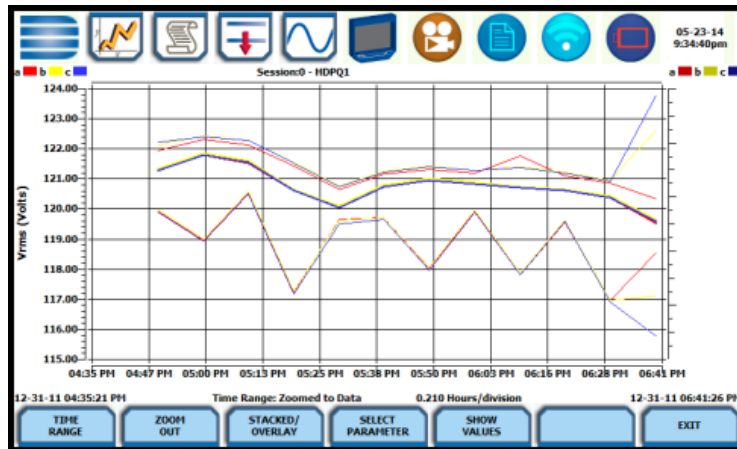 05-23-14
9:34:40pm
a b c Session:0 - HDPQ1 a b c
124.00
123.00
122.00
121.00
120.00
119.00
118.00
117.00
116.00
115.00
Vrms (Volts)
04:35 PM 04:47 PM 05:00 PM 05:13 PM 05:25 PM 05:38 PM 05:50 PM 06:03 PM 06:16 PM 06:28 PM 06:41 PM
12-31-11 04:35:21 PM Time Range: Zoomed to Data 0.210 Hours/division 12-31-11 06:41:26 PM
TIME RANGE
ZOOM OUT
STACKED/ OVERLAY
SELECT PARAMETER
SHOW VALUES
EXIT